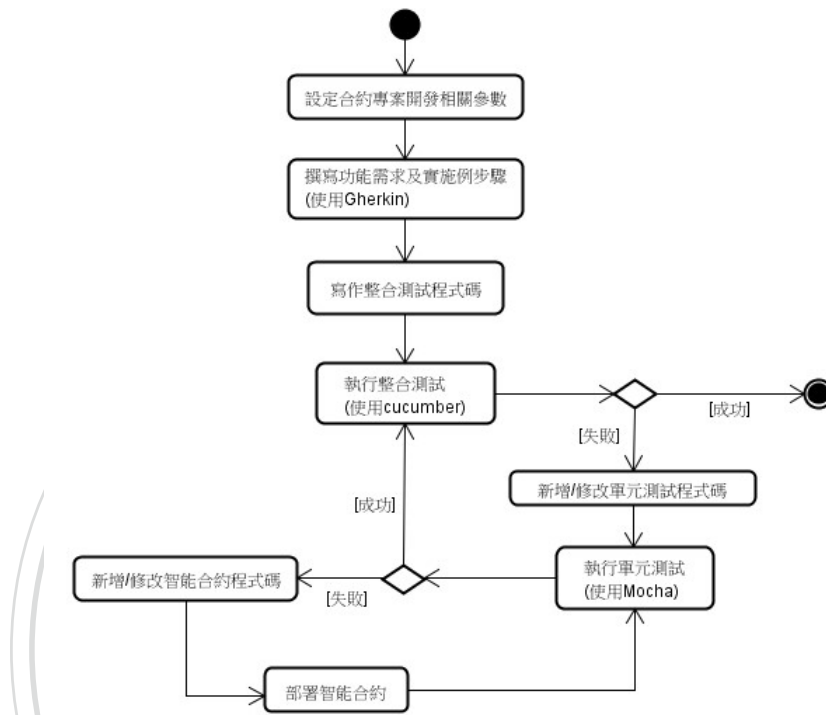 設定合約專案開發相關參數
撰寫功能需求及實施例步驟
(使用Gherkin)
寫作整合測試程式碼
執行整合測試
(使用cucumber)
[成功]
[失敗]
新增/修改單元測試程式碼
[成功]
執行單元測試
(使用Mocha)
新增/修改智能合約程式碼
[失敗]
部署智能合約